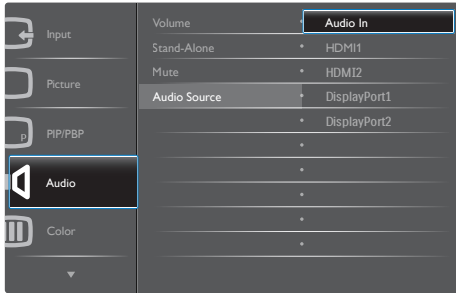 Input
Picture
P
PIP/PBP
Audio
Color
Volume
Stand-Alone
Mute
Audio Source
Audio In
HDMI1
HDMI2
DisplayPort1
DisplayPort2